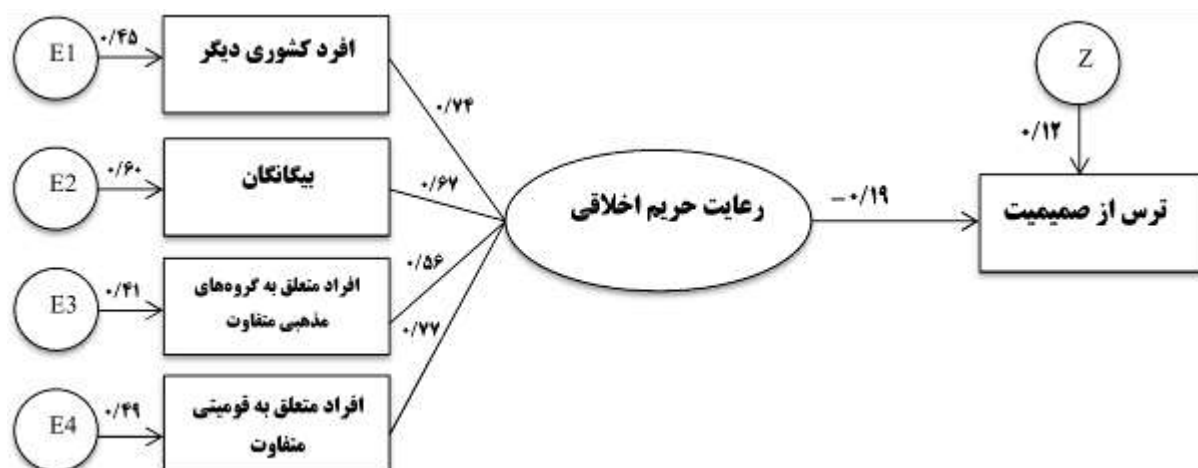 E1
۰/۴۵
افرد کشوری دیگر
۰/۷۴
E2
۰/۶۰
بیگانگان
۰/۶۷
E3
۰/۴۱
افراد متعلق به گروه‌های
مذهبی متفاوت
۰/۵۶
E4
۰/۴۹
افراد متعلق به قومیتی
متفاوت
۰/۷۷
رعایت حریم اخلاقی
−۰/۱۹
Z
۰/۱۲
ترس از صمیمیت